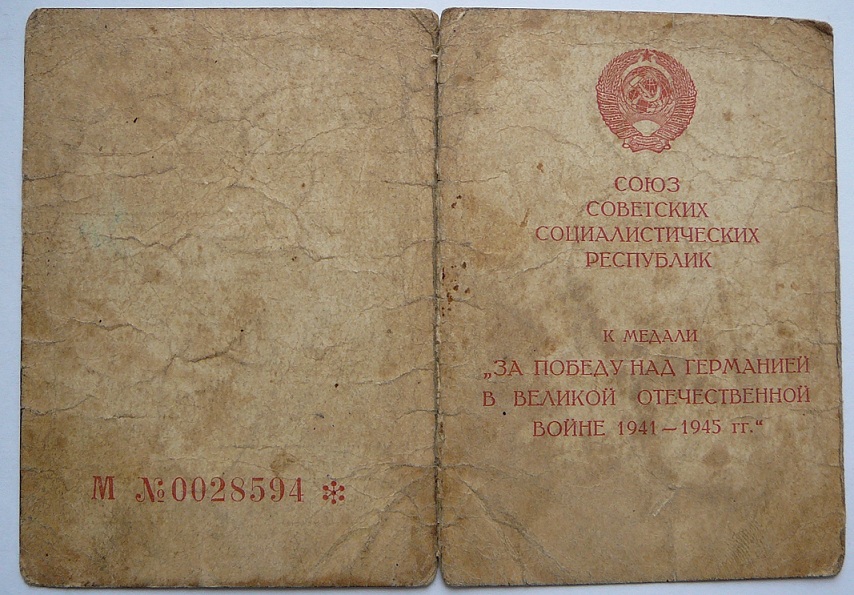 М №0028594
СОЮЗ
СОВЕТСКИХ
СОЦИАЛИСТИЧЕСКИХ
РЕСПУБЛИК
К МЕДАЛИ
„ЗА ПОБЕДУ НАД ГЕРМАНИЕЙ
В ВЕЛИКОЙ ОТЕЧЕСТВЕННОЙ
ВОЙНЕ 1941—1945 гг.“